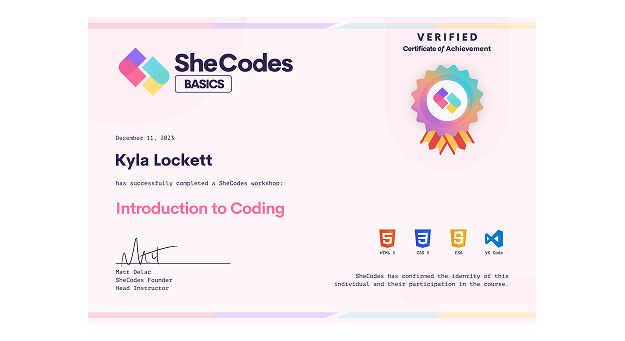 SheCodes
BASICS
VERIFIED
Certificate of Achievement
December 11, 2023
Kyla Lockett
has successfully completed a SheCodes workshop:
Introduction to Coding
Matt Delac
SheCodes Founder
Head Instructor
HTML 5
CSS 3
ES6
VS Code
SheCodes has confirmed the identity of this
individual and their participation in the course.